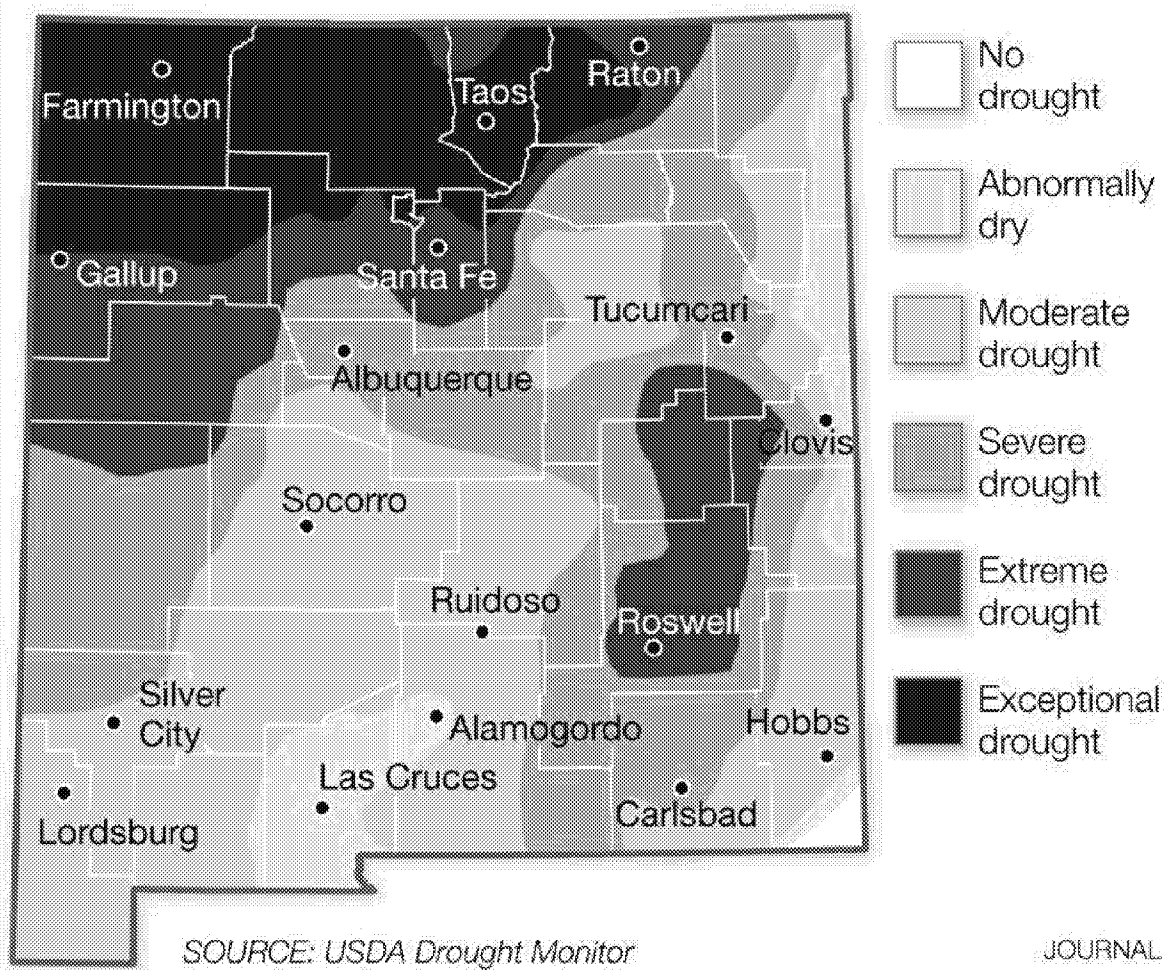 Farmington
Taos
Raton
Gallup
Santa Fe
Tucumcari
Albuquerque
Clovis
Socorro
Ruidoso
Roswell
Silver
City
Alamogordo
Hobbs
Las Cruces
Carlsbad
Lordsburg
No
drought
Abnormally
dry
Moderate
drought
Severe
drought
Extreme
drought
Exceptional
drought
SOURCE: USDA Drought Monitor
JOURNAL